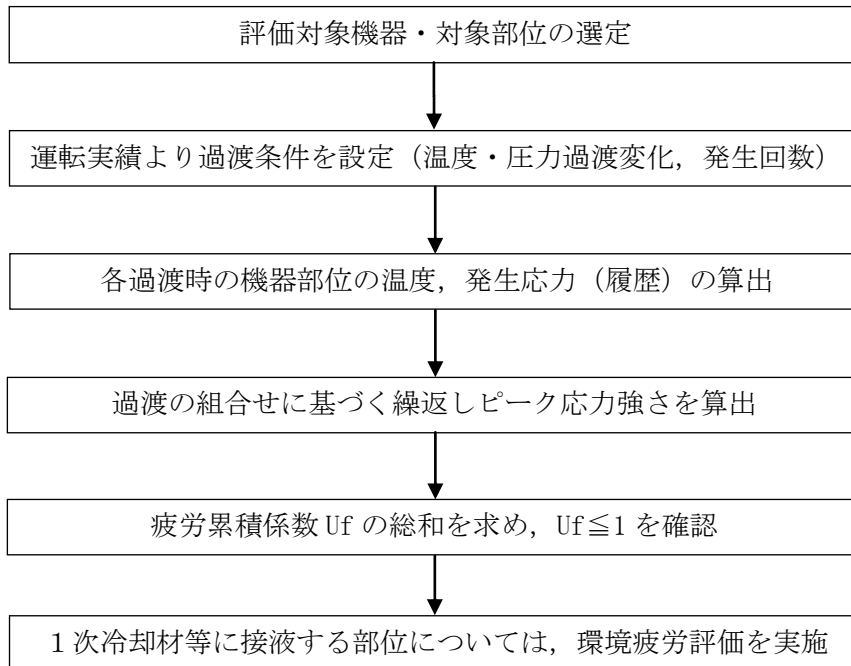 評価対象機器・対象部位の選定
運転実績より過渡条件を設定（温度・圧力過渡変化，発生回数）
各過渡時の機器部位の温度，発生応力（履歴）の算出
過渡の組合せに基づく繰返しピーク応力強さを算出
疲労累積係数 Uf の総和を求め，Uf≦1 を確認
１次冷却材等に接液する部位については，環境疲労評価を実施